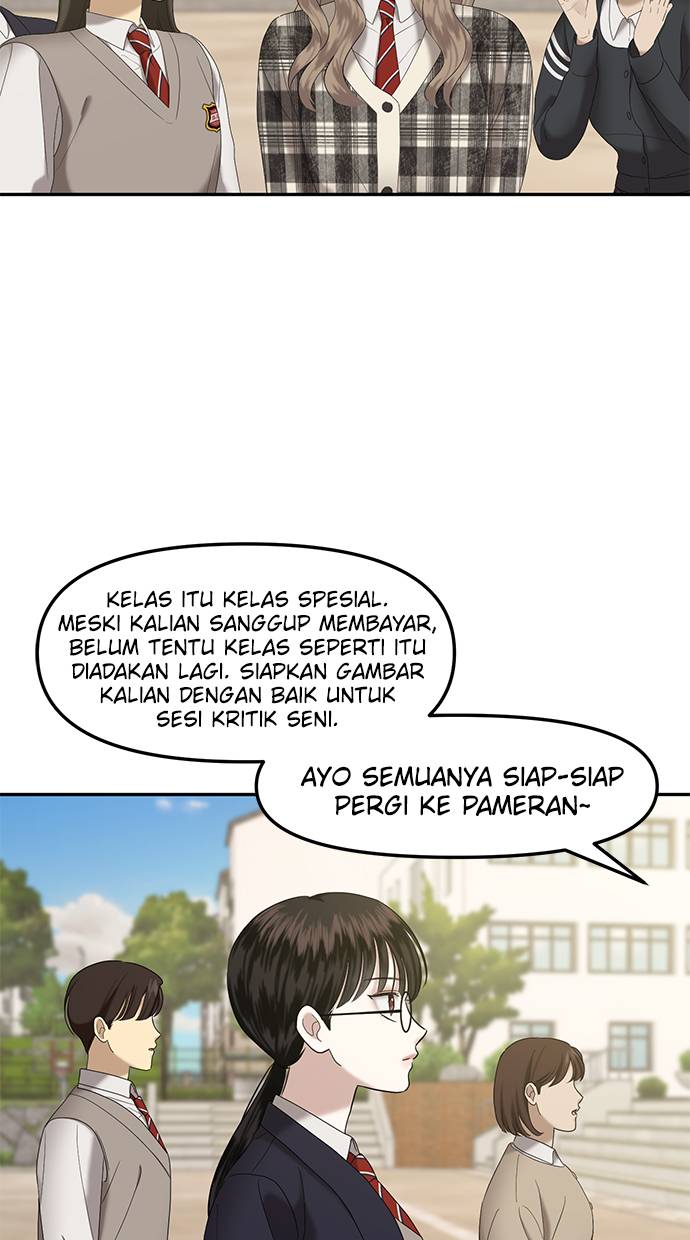 KELAS ITU KELAS SPESIAL.
MESKI KALIAN SANGGUP MEMBAYAR,
BELUM TENTU KELAS SEPERTI ITU
DIADAKAN LAGI. SIAPKAN GAMBAR
KALIAN DENGAN BAIK UNTUK
SESI KRITIK SENI.
AYO SEMUANYA SIAP-SIAP
PERGI KE PAMERAN~